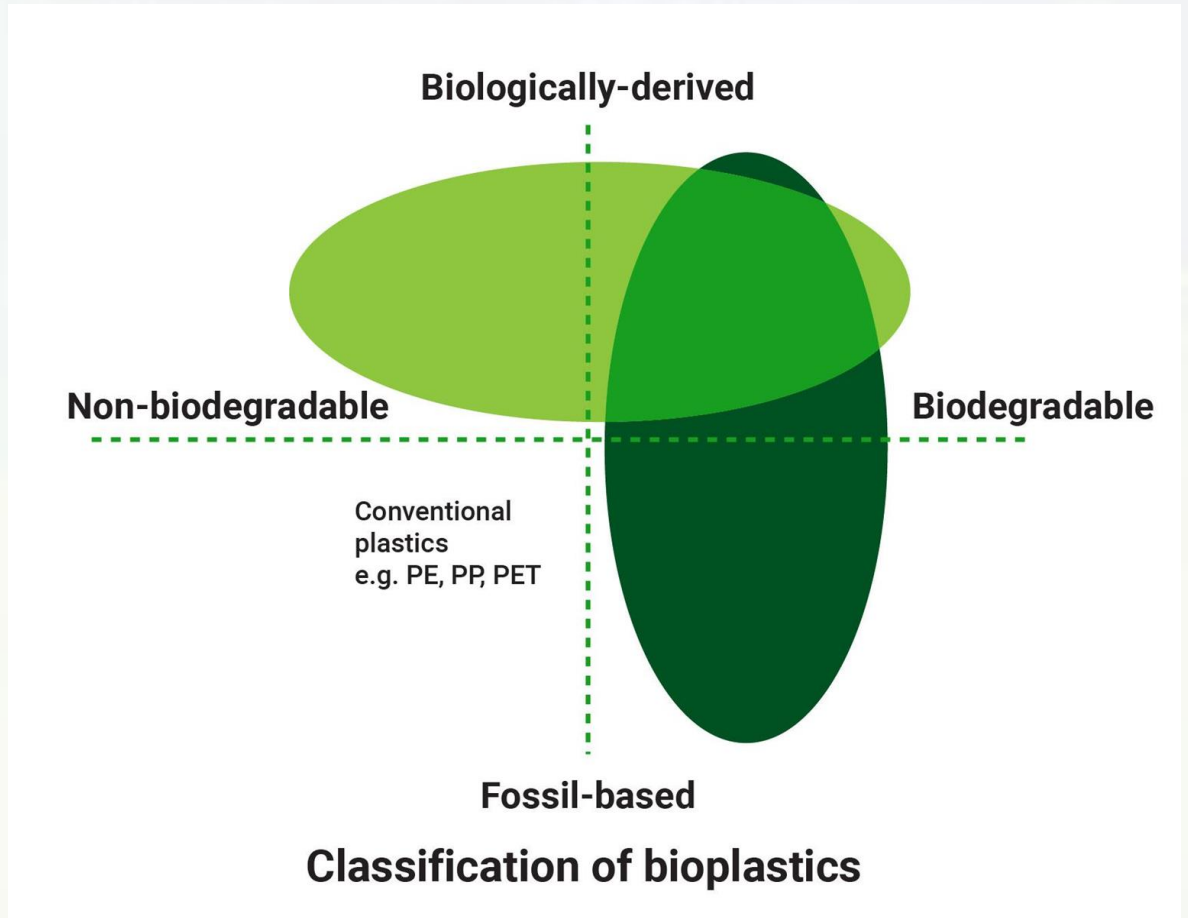 Biologically-derived
Non-biodegradable
Biodegradable
Conventional
plastics
e.g. PE, PP, PET
Fossil-based
Classification of bioplastics